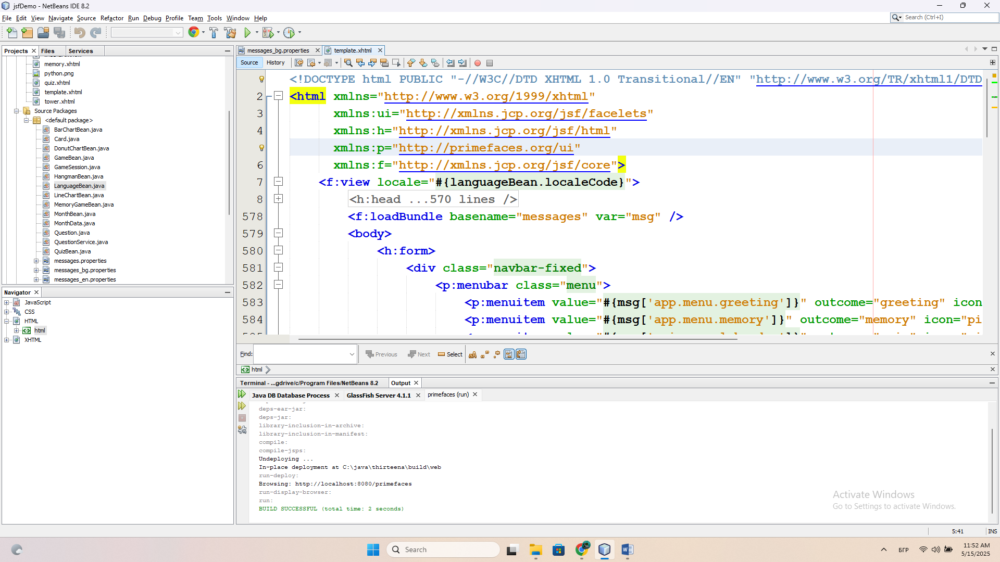 jsfDemo - NetBeans IDE 8.2
File Edit View Navigate Source Refactor Run Debug Profile Team Tools Window Help
Search (Ctrl+I)
Projects Files Services
memory.xhtml
python.png
quiz.xhtml
template.xhtml
tower.xhtml
Source Packages
<default package>
BarChartBean.java
Card.java
DonutChartBean.java
GameBean.java
GameSession.java
HangmanBean.java
LanguageBean.java
LineChartBean.java
MemoryGameBean.java
MonthBean.java
MonthData.java
Question.java
QuestionService.java
QuizBean.java
messages.properties
messages_bg.properties
messages_en.properties
Navigator
JavaScript
CSS
HTML
html
XHTML
messages_bg.properties template.xhtml
Source History
<!DOCTYPE html PUBLIC "-//W3C//DTD XHTML 1.0 Transitional//EN" "http://www.w3.org/TR/xhtml1/DTD
2 <html xmlns="http://www.w3.org/1999/xhtml"
3 xmlns:ui="http://xmlns.jcp.org/jsf/facelets"
4 xmlns:h="http://xmlns.jcp.org/jsf/html"
xmlns:p="http://primefaces.org/ui"
6 xmlns:f="http://xmlns.jcp.org/jsf/core">
7 <f:view locale="#{languageBean.localeCode}">
8 <h:head ...570 lines />
578 <f:loadBundle basename="messages" var="msg" />
579 <body>
580 <h:form>
581 <div class="navbar-fixed">
582 <p:menubar class="menu">
583 <p:menuitem value="#{msg['app.menu.greeting']}" outcome="greeting" icon
584 <p:menuitem value="#{msg['app.menu.memory']}" outcome="memory" icon="pi
Find: Previous Next Select
html
Terminal - ...gdrive/c/Program Files/NetBeans 8.2 Output
Java DB Database Process GlassFish Server 4.1.1 primefaces (run)
deps-ear-jar:
deps-jar:
library-inclusion-in-archive:
library-inclusion-in-manifest:
compile:
compile-jsps:
Undeploying ...
In-place deployment at C:\java\thirteena\build\web
run-deploy:
Browsing: http://localhost:8080/primefaces
run-display-browser:
run:
BUILD SUCCESSFUL (total time: 2 seconds)
Activate Windows
Go to Settings to activate Windows.
5:41 INS
Search
БГР
11:52 AM
5/15/2025